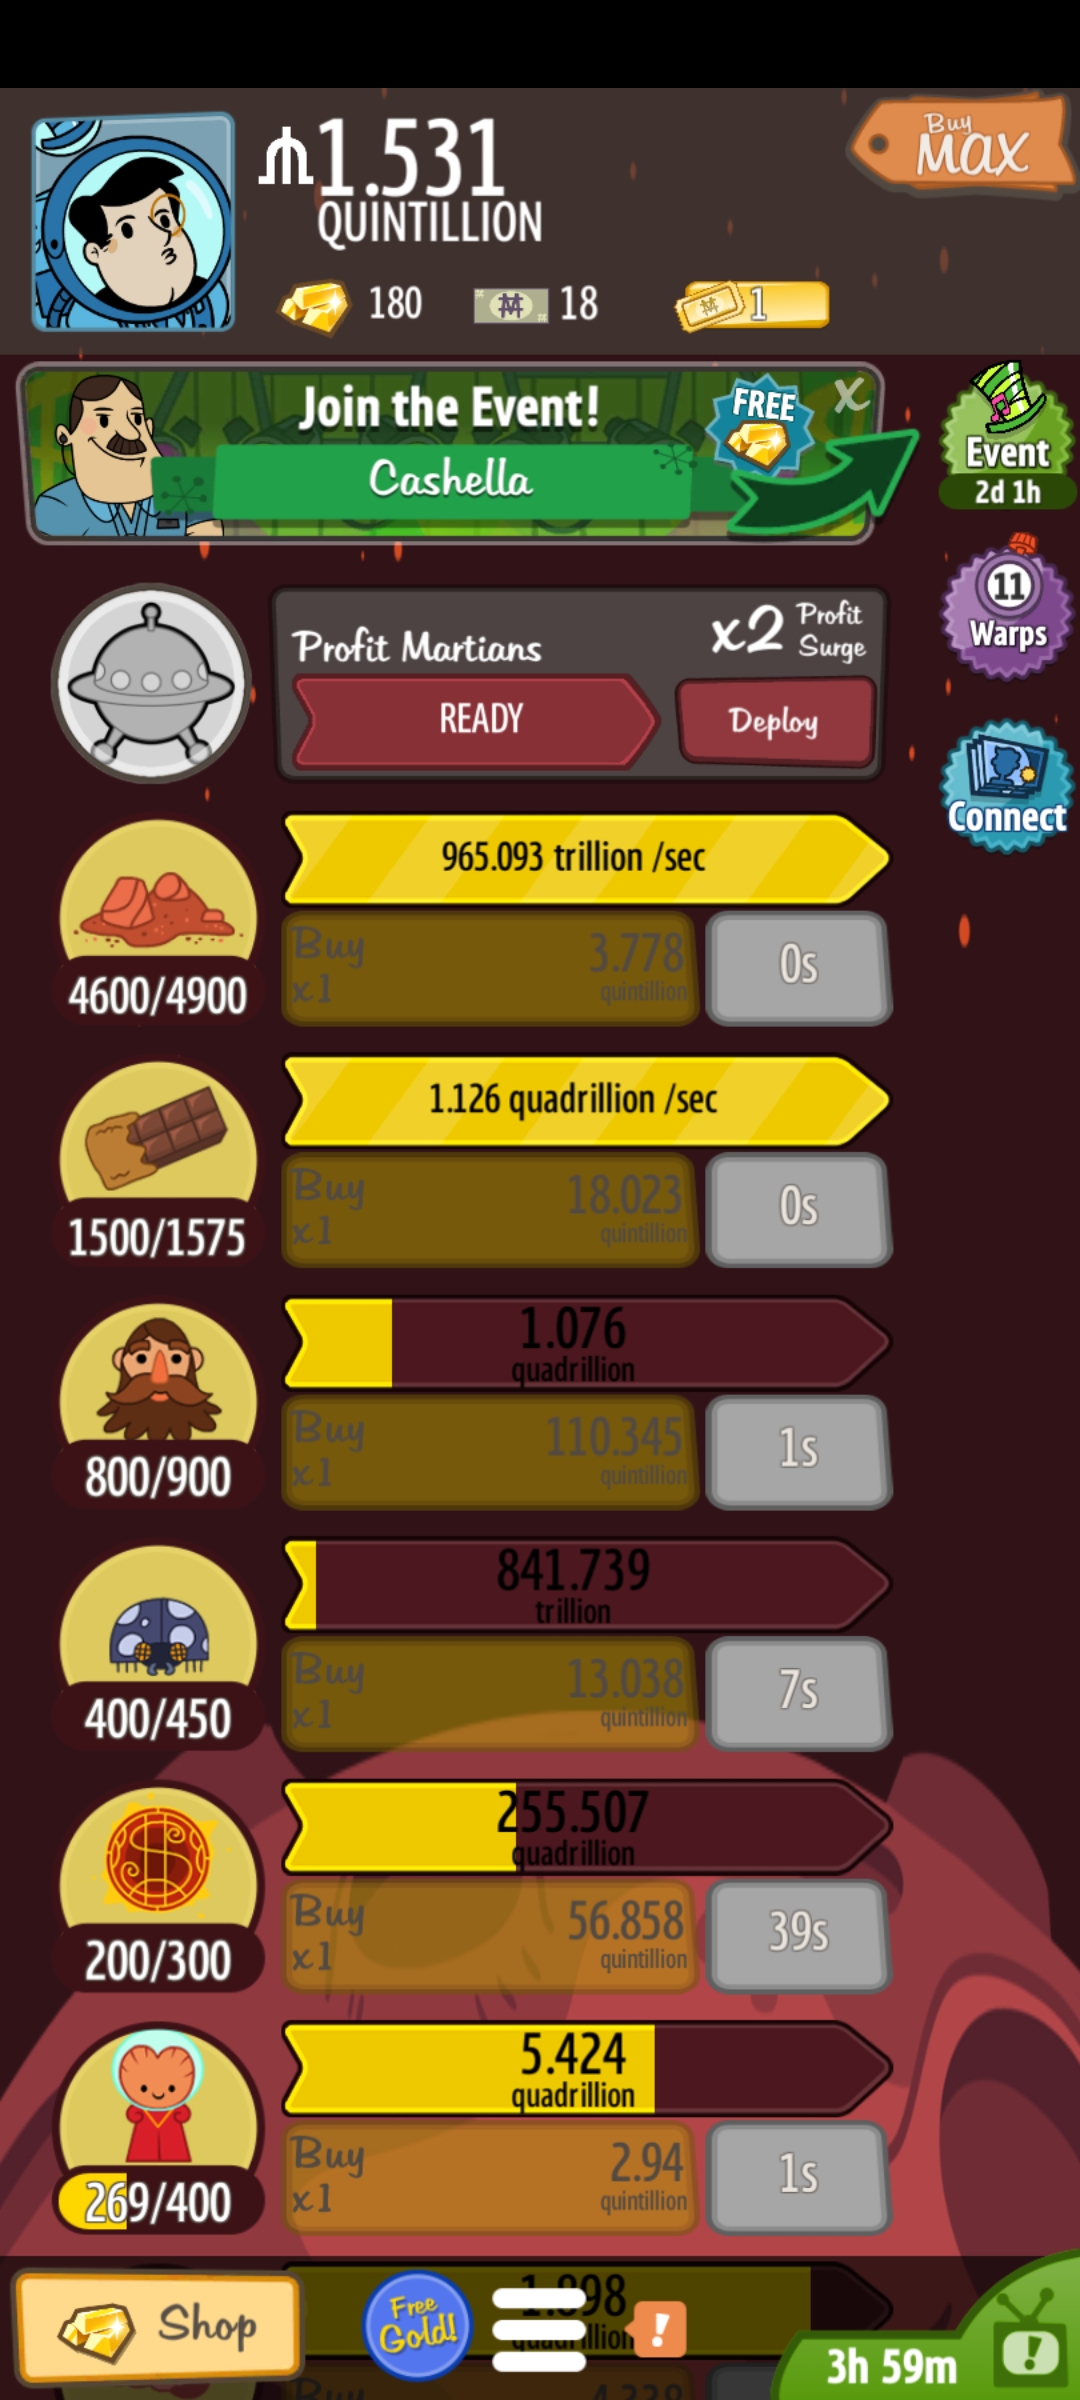 1.531
QUINTILLION
Buy
MAX
180
18
1
Join the Event!
FREE
X
Cashella
Event
2d 1h
11
Warps
Connect
Profit Martians
x2 Profit Surge
READY
Deploy
965.093 trillion /sec
Buy x1
3.778 quintillion
0s
4600/4900
1.126 quadrillion /sec
Buy x1
18.023 quintillion
0s
1500/1575
1.076
quadrillion
Buy x1
110.345 quintillion
1s
800/900
841.739
trillion
Buy x1
13.038 quintillion
7s
400/450
255.507
quadrillion
Buy x1
56.858 quintillion
39s
200/300
5.424
quadrillion
Buy x1
2.94 quintillion
1s
269/400
Shop
Free
Gold!
!
3h 59m
!
Buy